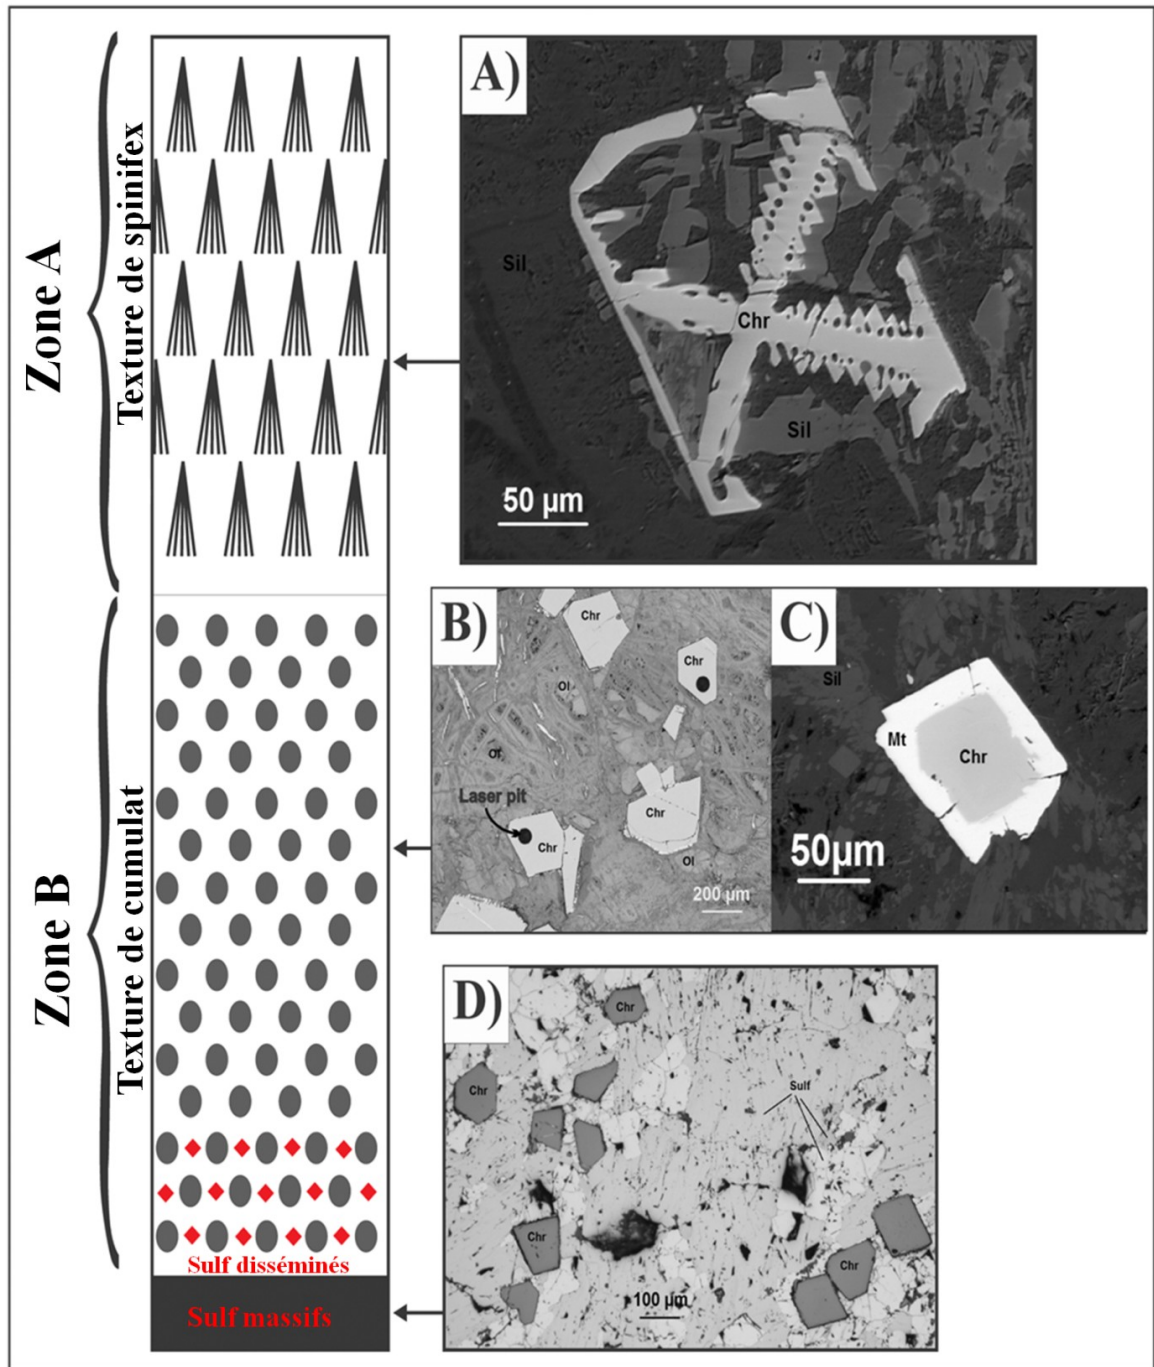 Zone A
Texture de spinifex
Zone B
Texture de cumulat
Sulf disséminés
Sulf massifs
A)
Sil
Chr
Sil
50 µm
B)
Chr
Chr
Ol
Ol
Laser pit
Chr
Chr
Ol
200 µm
C)
Sil
Mt
Chr
50µm
D)
Chr
Chr
Sulf
Chr
Chr
100 µm